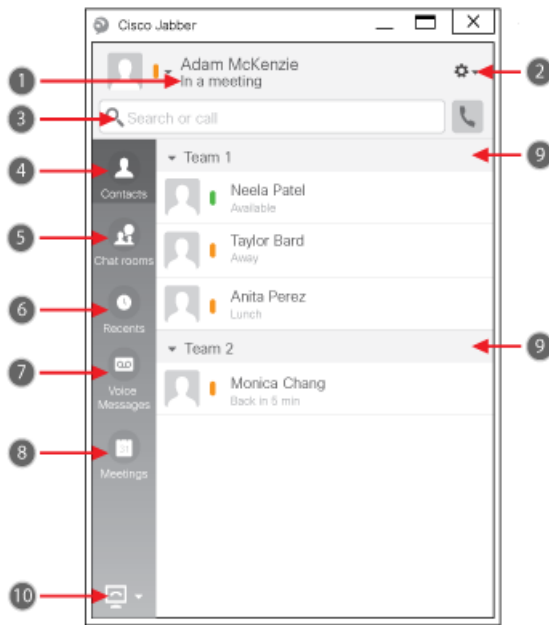 Cisco Jabber
Adam McKenzie
1
In a meeting
2
3
Search or call
Team 1
9
4
Contacts
Neela Patel
Available
5
Chat rooms
Taylor Bard
Away
6
Recents
Anita Perez
Lunch
Team 2
9
7
Voice
Messages
Monica Chang
Back in 5 min
8
31
Meetings
10